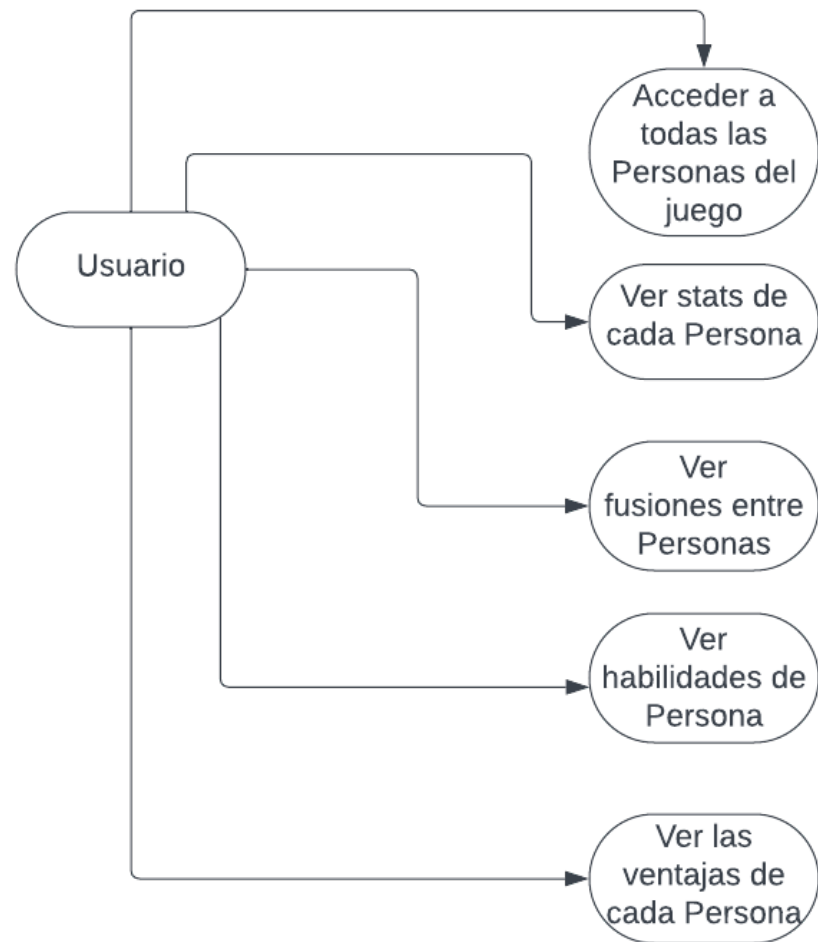 Acceder a
todas las
Personas del
juego
Usuario
Ver stats de
cada Persona
Ver
fusiones entre
Personas
Ver
habilidades de
Persona
Ver las
ventajas de
cada Persona